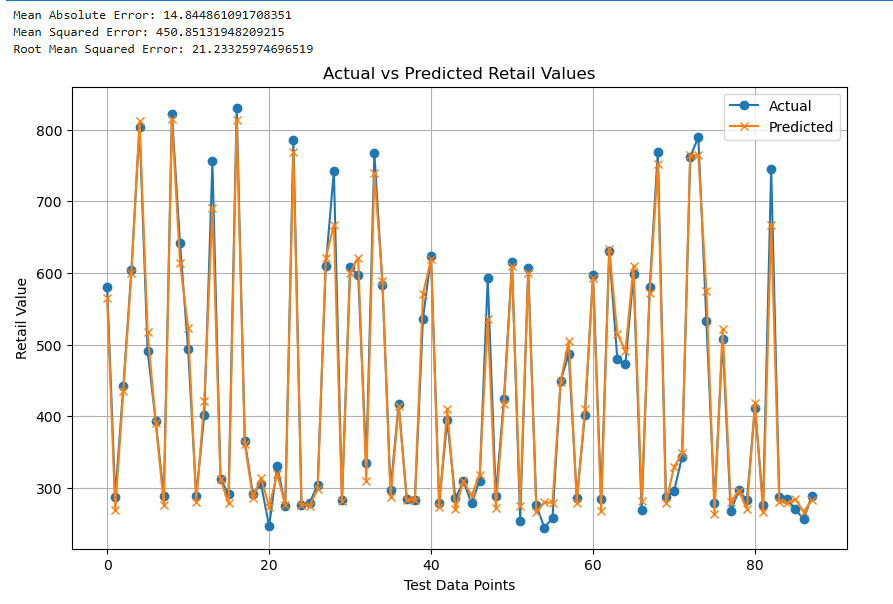 Mean Absolute Error: 14.844861091708351
Mean Squared Error: 450.85131948209215
Root Mean Squared Error: 21.23325974696519
Actual vs Predicted Retail Values
Actual
Predicted
800
700
600
500
400
300
Retail Value
0 20 40 60 80
Test Data Points